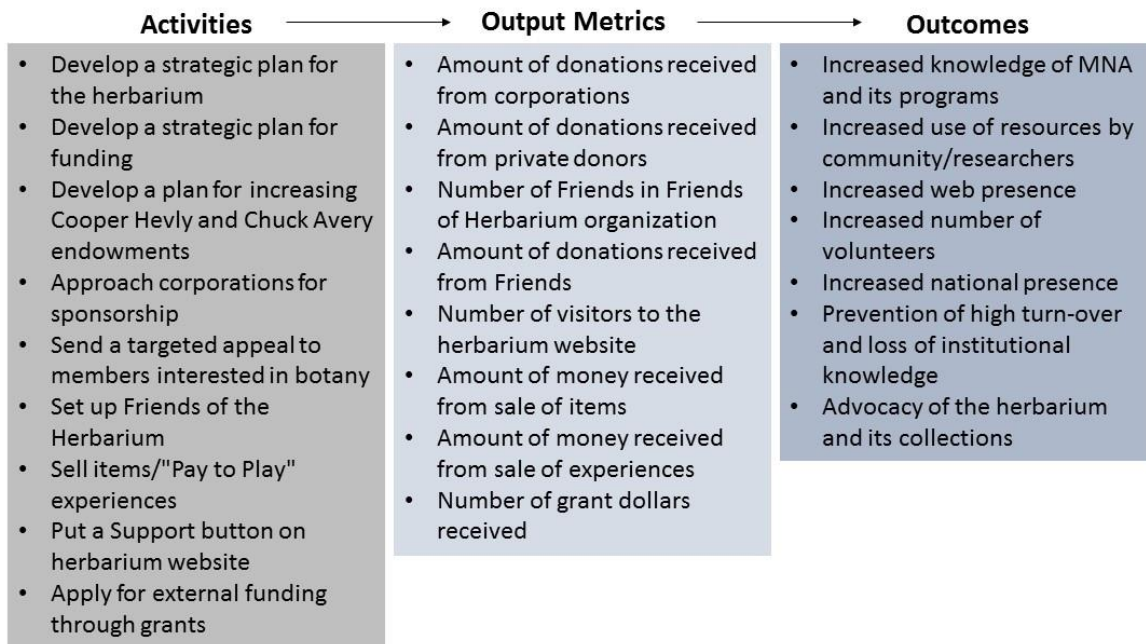 Activities
Output Metrics
Outcomes
• Develop a strategic plan for
the herbarium
• Develop a strategic plan for
funding
• Develop a plan for increasing
Cooper Hevly and Chuck Avery
endowments
• Approach corporations for
sponsorship
• Send a targeted appeal to
members interested in botany
• Set up Friends of the
Herbarium
• Sell items/"Pay to Play"
experiences
• Put a Support button on
herbarium website
• Apply for external funding
through grants
• Amount of donations received
from corporations
• Amount of donations received
from private donors
• Number of Friends in Friends
of Herbarium organization
• Amount of donations received
from Friends
• Number of visitors to the
herbarium website
• Amount of money received
from sale of items
• Amount of money received
from sale of experiences
• Number of grant dollars
received
• Increased knowledge of MNA
and its programs
• Increased use of resources by
community/researchers
• Increased web presence
• Increased number of
volunteers
• Increased national presence
• Prevention of high turn-over
and loss of institutional
knowledge
• Advocacy of the herbarium
and its collections